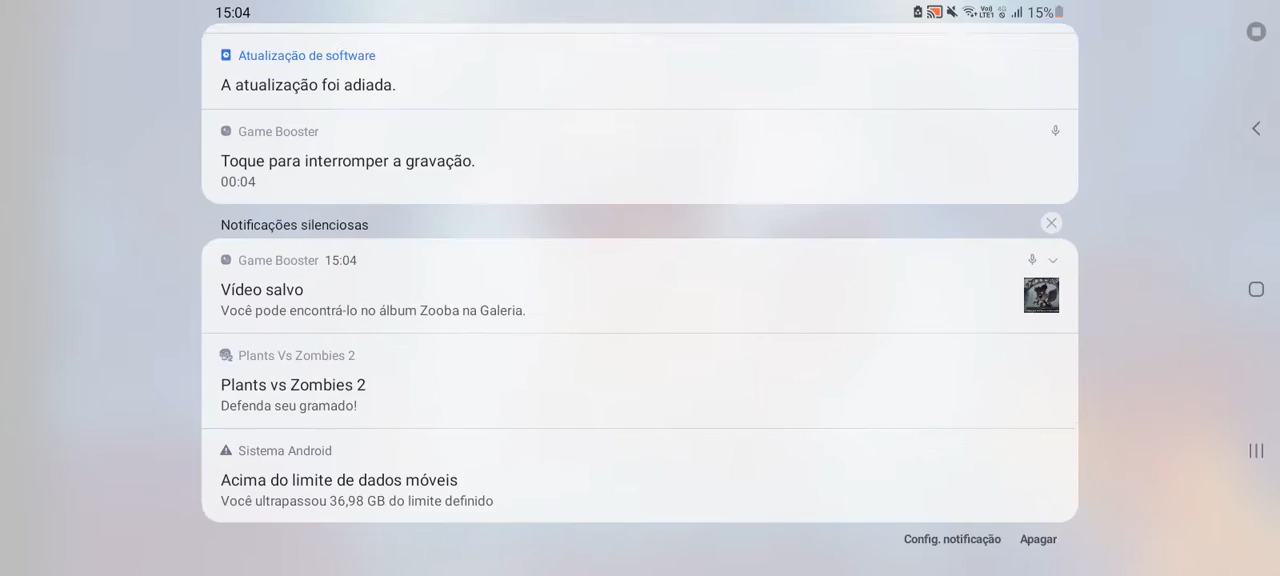 15:04
15%
Atualização de software
A atualização foi adiada.
Game Booster
Toque para interromper a gravação.
00:04
Notificações silenciosas
Game Booster 15:04
Vídeo salvo
Você pode encontrá-lo no álbum Zooba na Galeria.
Plants Vs Zombies 2
Plants vs Zombies 2
Defenda seu gramado!
Sistema Android
Acima do limite de dados móveis
Você ultrapassou 36,98 GB do limite definido
Config. notificação Apagar